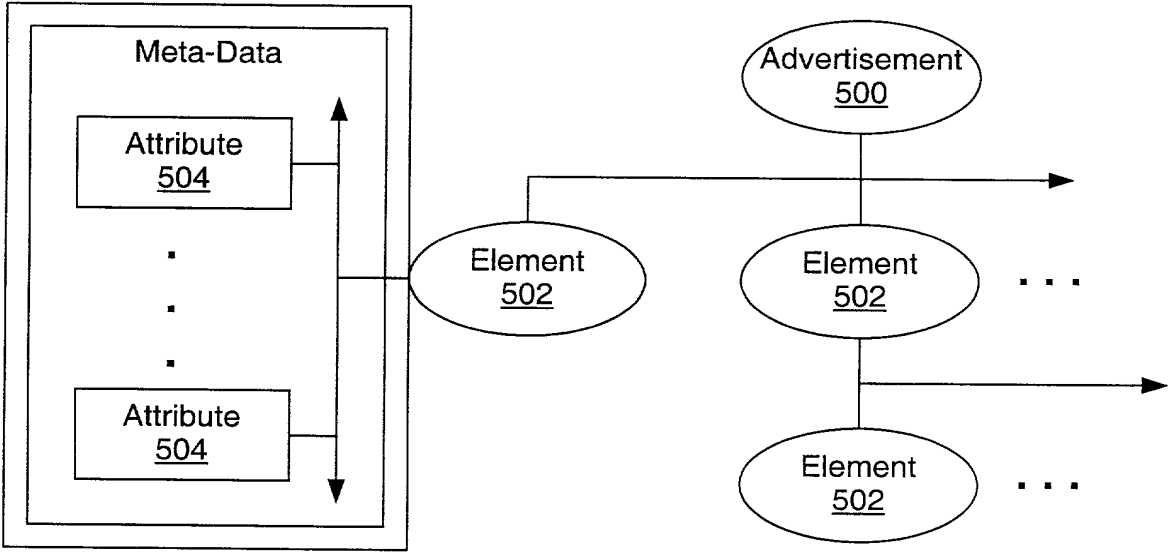 Meta-Data
Attribute
504
Attribute
504
Advertisement
500
Element
502
Element
502
. . .
Element
502
. . .